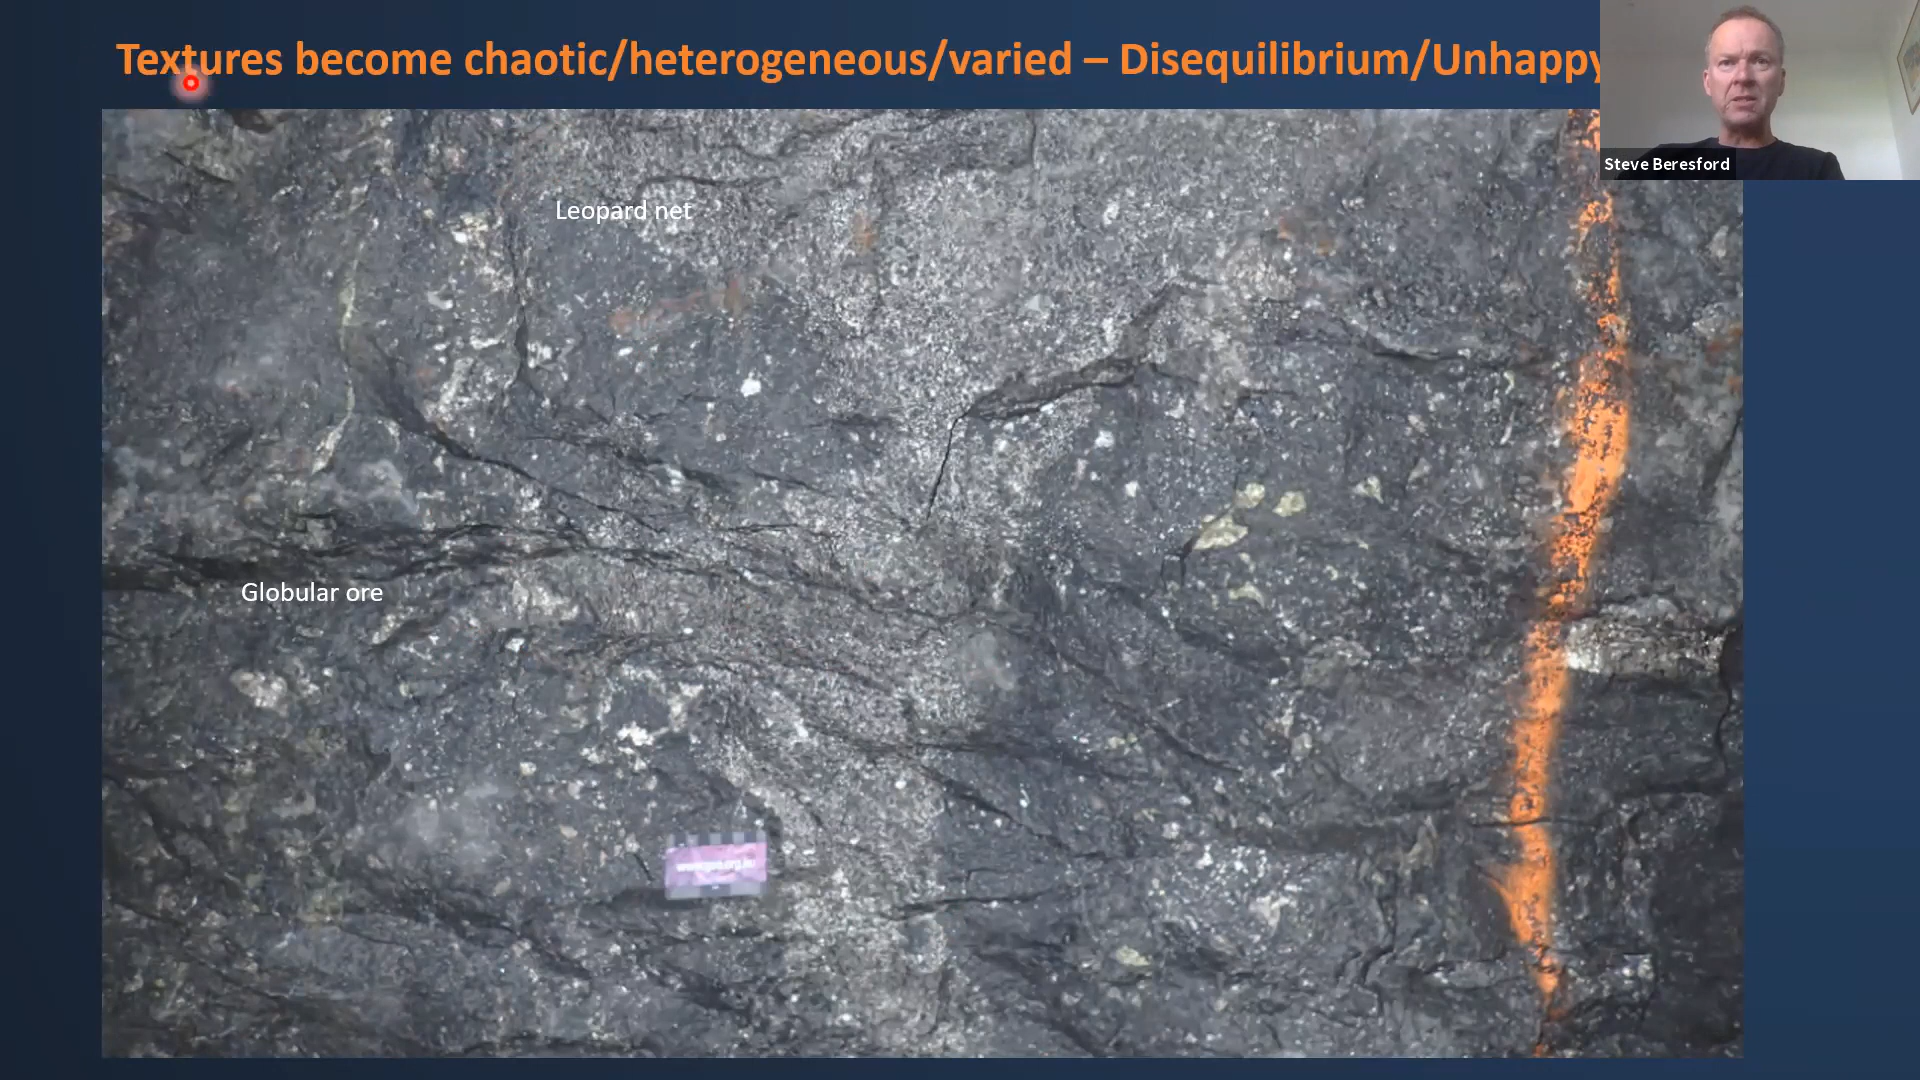 Textures become chaotic/heterogeneous/varied – Disequilibrium/Unhappy
Steve Beresford
Leopard net
Globular ore